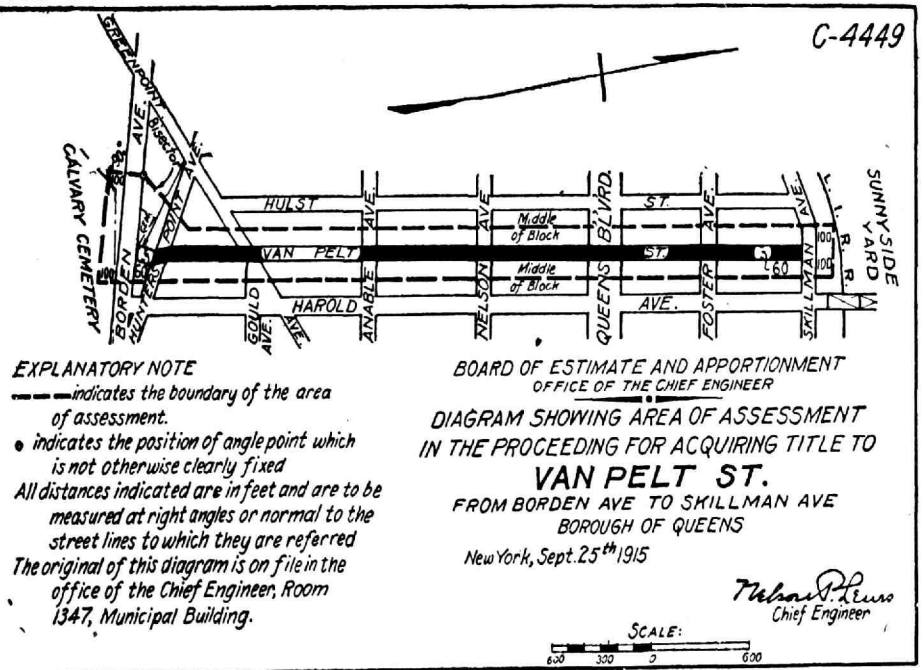 C-4449
GREENPOINT
AVE.
Bisector
CALVARY CEMETERY
BORDEN
AVE.
HUNTERS
POINT
AVE.
HULST ST.
Middle
of Block
VAN PELT ST.
60
Middle
of Block
HAROLD AVE.
GOULD
AVE.
AVE.
ANABLE AVE.
NELSON AVE
QUEENS BLVRD.
FOSTER AVE.
SKILLMAN AVE.
100
100
100
L. I. R. R.
SUNNYSIDE
YARD
EXPLANATORY NOTE
indicates the boundary of the area
of assessment.
indicates the position of angle point which
is not otherwise clearly fixed
All distances indicated are in feet and are to be
measured at right angles or normal to the
street lines to which they are referred
The original of this diagram is on file in the
office of the Chief Engineer, Room
1347, Municipal Building.
BOARD OF ESTIMATE AND APPORTIONMENT
OFFICE OF THE CHIEF ENGINEER
DIAGRAM SHOWING AREA OF ASSESSMENT
IN THE PROCEEDING FOR ACQUIRING TITLE TO
VAN PELT ST.
FROM BORDEN AVE TO SKILLMAN AVE
BOROUGH OF QUEENS
New York, Sept. 25th 1915
Nelson P. Lewis
Chief Engineer
SCALE:
600 300 0 600